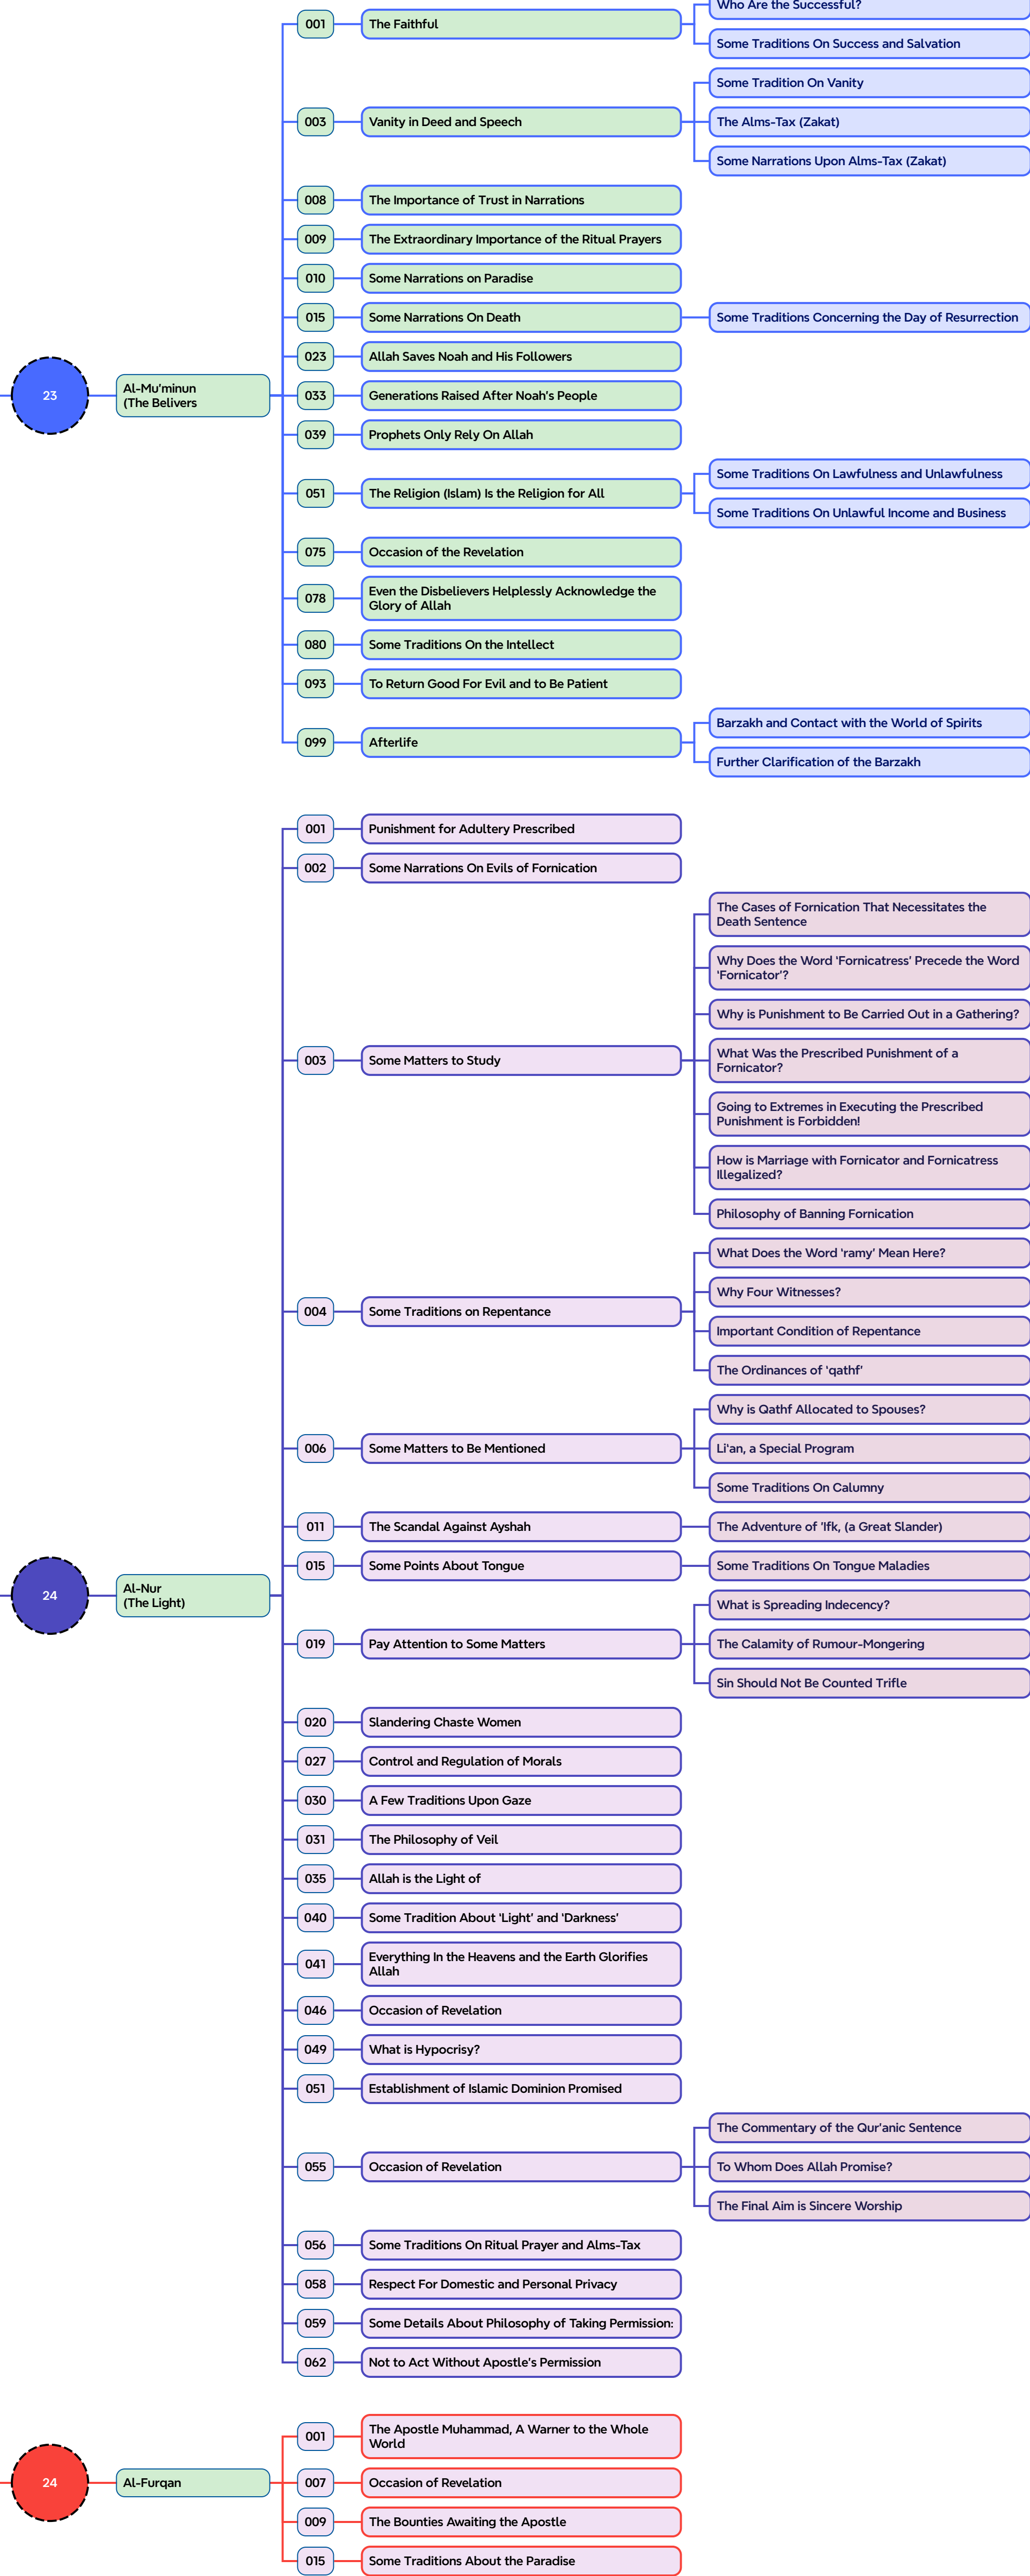 23
Al-Mu'minun
(The Belivers
001
The Faithful
Who Are the Successful?
Some Traditions On Success and Salvation
003
Vanity in Deed and Speech
Some Tradition On Vanity
The Alms-Tax (Zakat)
Some Narrations Upon Alms-Tax (Zakat)
008
The Importance of Trust in Narrations
009
The Extraordinary Importance of the Ritual Prayers
010
Some Narrations on Paradise
015
Some Narrations On Death
Some Traditions Concerning the Day of Resurrection
023
Allah Saves Noah and His Followers
033
Generations Raised After Noah's People
039
Prophets Only Rely On Allah
051
The Religion (Islam) Is the Religion for All
Some Traditions On Lawfulness and Unlawfulness
Some Traditions On Unlawful Income and Business
075
Occasion of the Revelation
078
Even the Disbelievers Helplessly Acknowledge the
Glory of Allah
080
Some Traditions On the Intellect
093
To Return Good For Evil and to Be Patient
099
Afterlife
Barzakh and Contact with the World of Spirits
Further Clarification of the Barzakh
24
Al-Nur
(The Light)
001
Punishment for Adultery Prescribed
002
Some Narrations On Evils of Fornication
003
Some Matters to Study
The Cases of Fornication That Necessitates the
Death Sentence
Why Does the Word 'Fornicatress' Precede the Word
'Fornicator'?
Why is Punishment to Be Carried Out in a Gathering?
What Was the Prescribed Punishment of a
Fornicator?
Going to Extremes in Executing the Prescribed
Punishment is Forbidden!
How is Marriage with Fornicator and Fornicatress
Illegalized?
Philosophy of Banning Fornication
004
Some Traditions on Repentance
What Does the Word 'ramy' Mean Here?
Why Four Witnesses?
Important Condition of Repentance
The Ordinances of 'qathf'
006
Some Matters to Be Mentioned
Why is Qathf Allocated to Spouses?
Li'an, a Special Program
Some Traditions On Calumny
011
The Scandal Against Ayshah
The Adventure of 'Ifk, (a Great Slander)
015
Some Points About Tongue
Some Traditions On Tongue Maladies
019
Pay Attention to Some Matters
What is Spreading Indecency?
The Calamity of Rumour-Mongering
Sin Should Not Be Counted Trifle
020
Slandering Chaste Women
027
Control and Regulation of Morals
030
A Few Traditions Upon Gaze
031
The Philosophy of Veil
035
Allah is the Light of
040
Some Tradition About 'Light' and 'Darkness'
041
Everything In the Heavens and the Earth Glorifies
Allah
046
Occasion of Revelation
049
What is Hypocrisy?
051
Establishment of Islamic Dominion Promised
055
Occasion of Revelation
The Commentary of the Qur'anic Sentence
To Whom Does Allah Promise?
The Final Aim is Sincere Worship
056
Some Traditions On Ritual Prayer and Alms-Tax
058
Respect For Domestic and Personal Privacy
059
Some Details About Philosophy of Taking Permission:
062
Not to Act Without Apostle's Permission
24
Al-Furqan
001
The Apostle Muhammad, A Warner to the Whole
World
007
Occasion of Revelation
009
The Bounties Awaiting the Apostle
015
Some Traditions About the Paradise